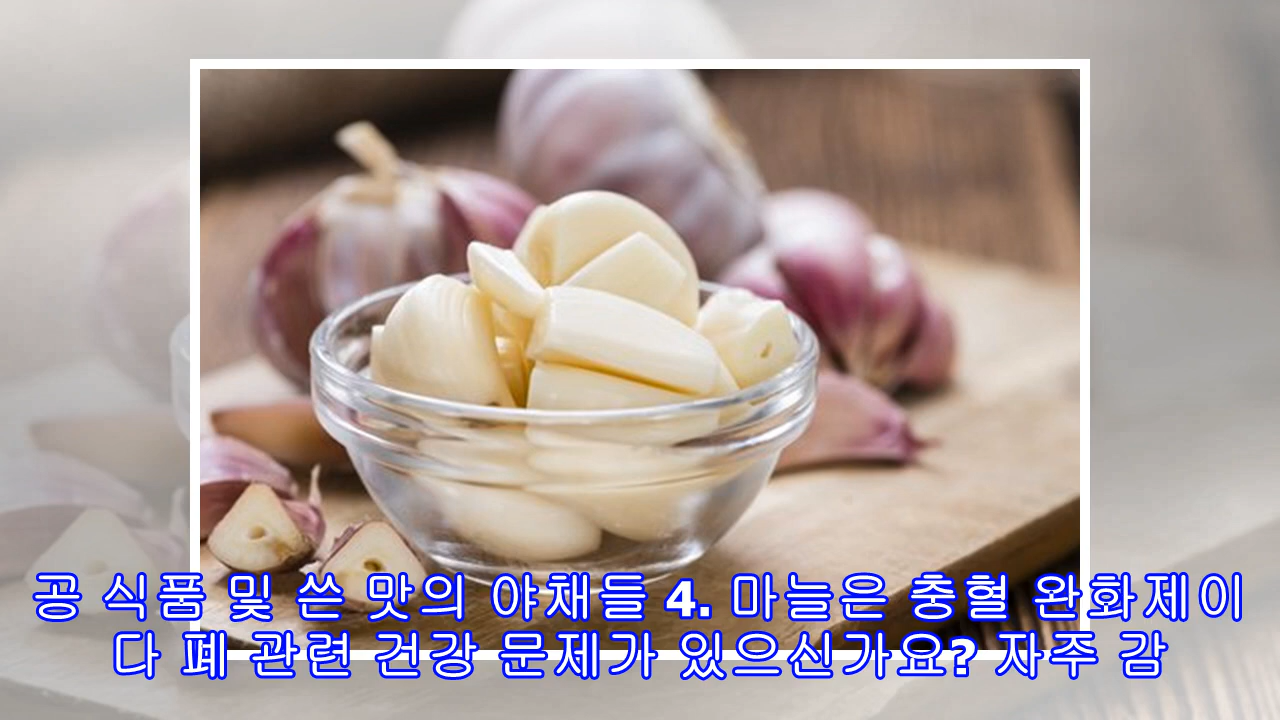 공 식품 및 쓴 맛의 야채들 4. 마늘은 충혈 완화제이
다 폐 관련 건강 문제가 있으신가요? 자주 감